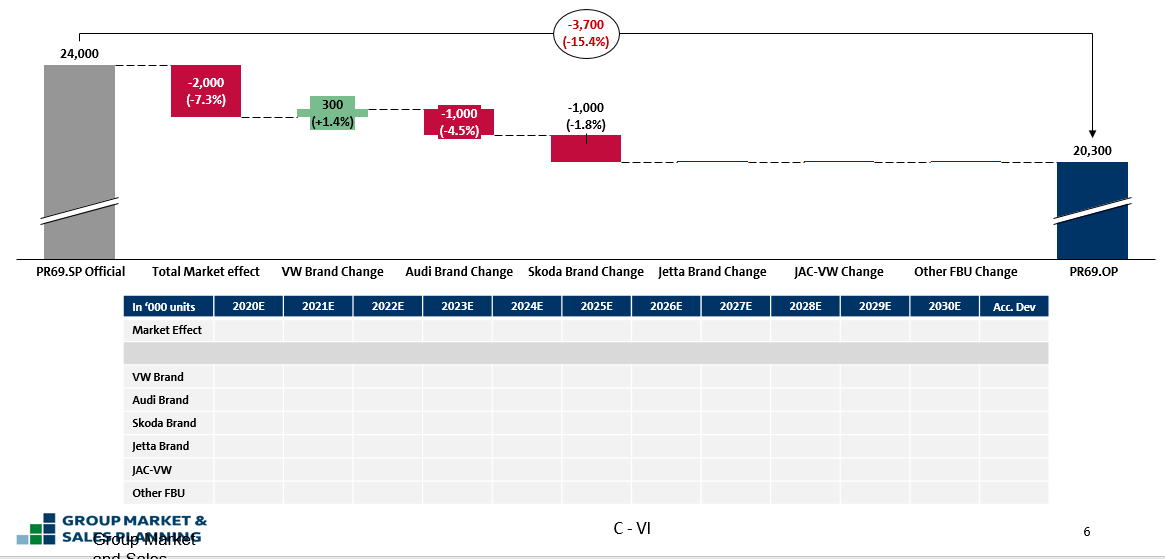 -3,700
(-15.4%)
24,000
-2,000
(-7.3%)
300
(+1.4%)
-1,000
(-4.5%)
-1,000
(-1.8%)
20,300
PR69.SP Official Total Market effect VW Brand Change Audi Brand Change Skoda Brand Change Jetta Brand Change JAC-VW Change Other FBU Change PR69.OP
In ‘000 units 2020E 2021E 2022E 2023E 2024E 2025E 2026E 2027E 2028E 2029E 2030E Acc. Dev
Market Effect
VW Brand
Audi Brand
Skoda Brand
Jetta Brand
JAC-VW
Other FBU
GROUP MARKET &
SALES PLANNING
Group Market
and Sales
C - VI
6